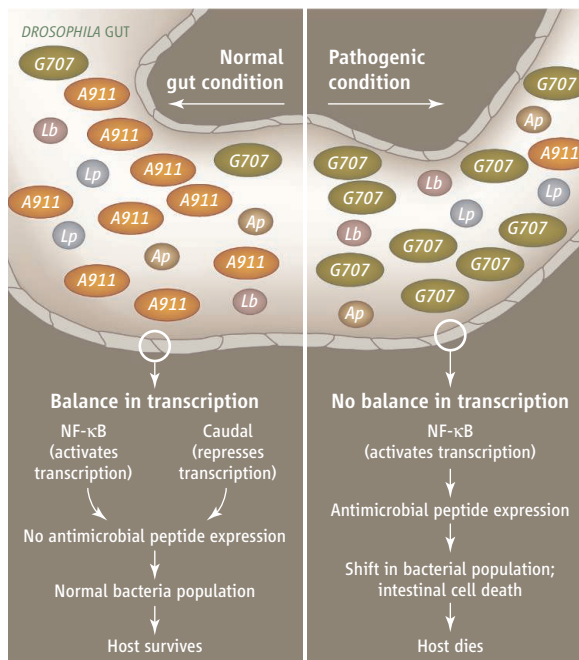 DROSOPHILA GUT
Normal
gut condition
G707
A911
Lb
A911
Lp
A911
G707
A911
A911
A911
Lp
Ap
Ap
A911
A911
A911
Lb
Balance in transcription
NF-κB
(activates
transcription)
Caudal
(represses
transcription)
No antimicrobial peptide expression
Normal bacteria population
Host survives
Pathogenic
condition
G707
Ap
A911
G707
G707
Lb
G707
Lp
Lp
Lb
G707
G707
G707
G707
G707
Ap
No balance in transcription
NF-κB
(activates transcription)
Antimicrobial peptide expression
Shift in bacterial population;
intestinal cell death
Host dies